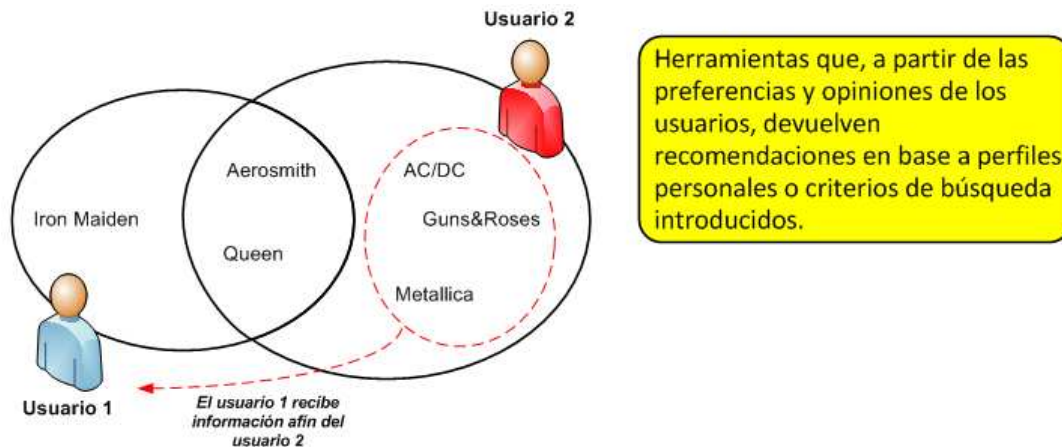 Usuario 2
Herramientas que, a partir de las
preferencias y opiniones de los
usuarios, devuelven
recomendaciones en base a perfiles
personales o criterios de búsqueda
introducidos.
Aerosmith
AC/DC
Iron Maiden
Guns&Roses
Queen
Metallica
Usuario 1
El usuario 1 recibe
información afín del
usuario 2